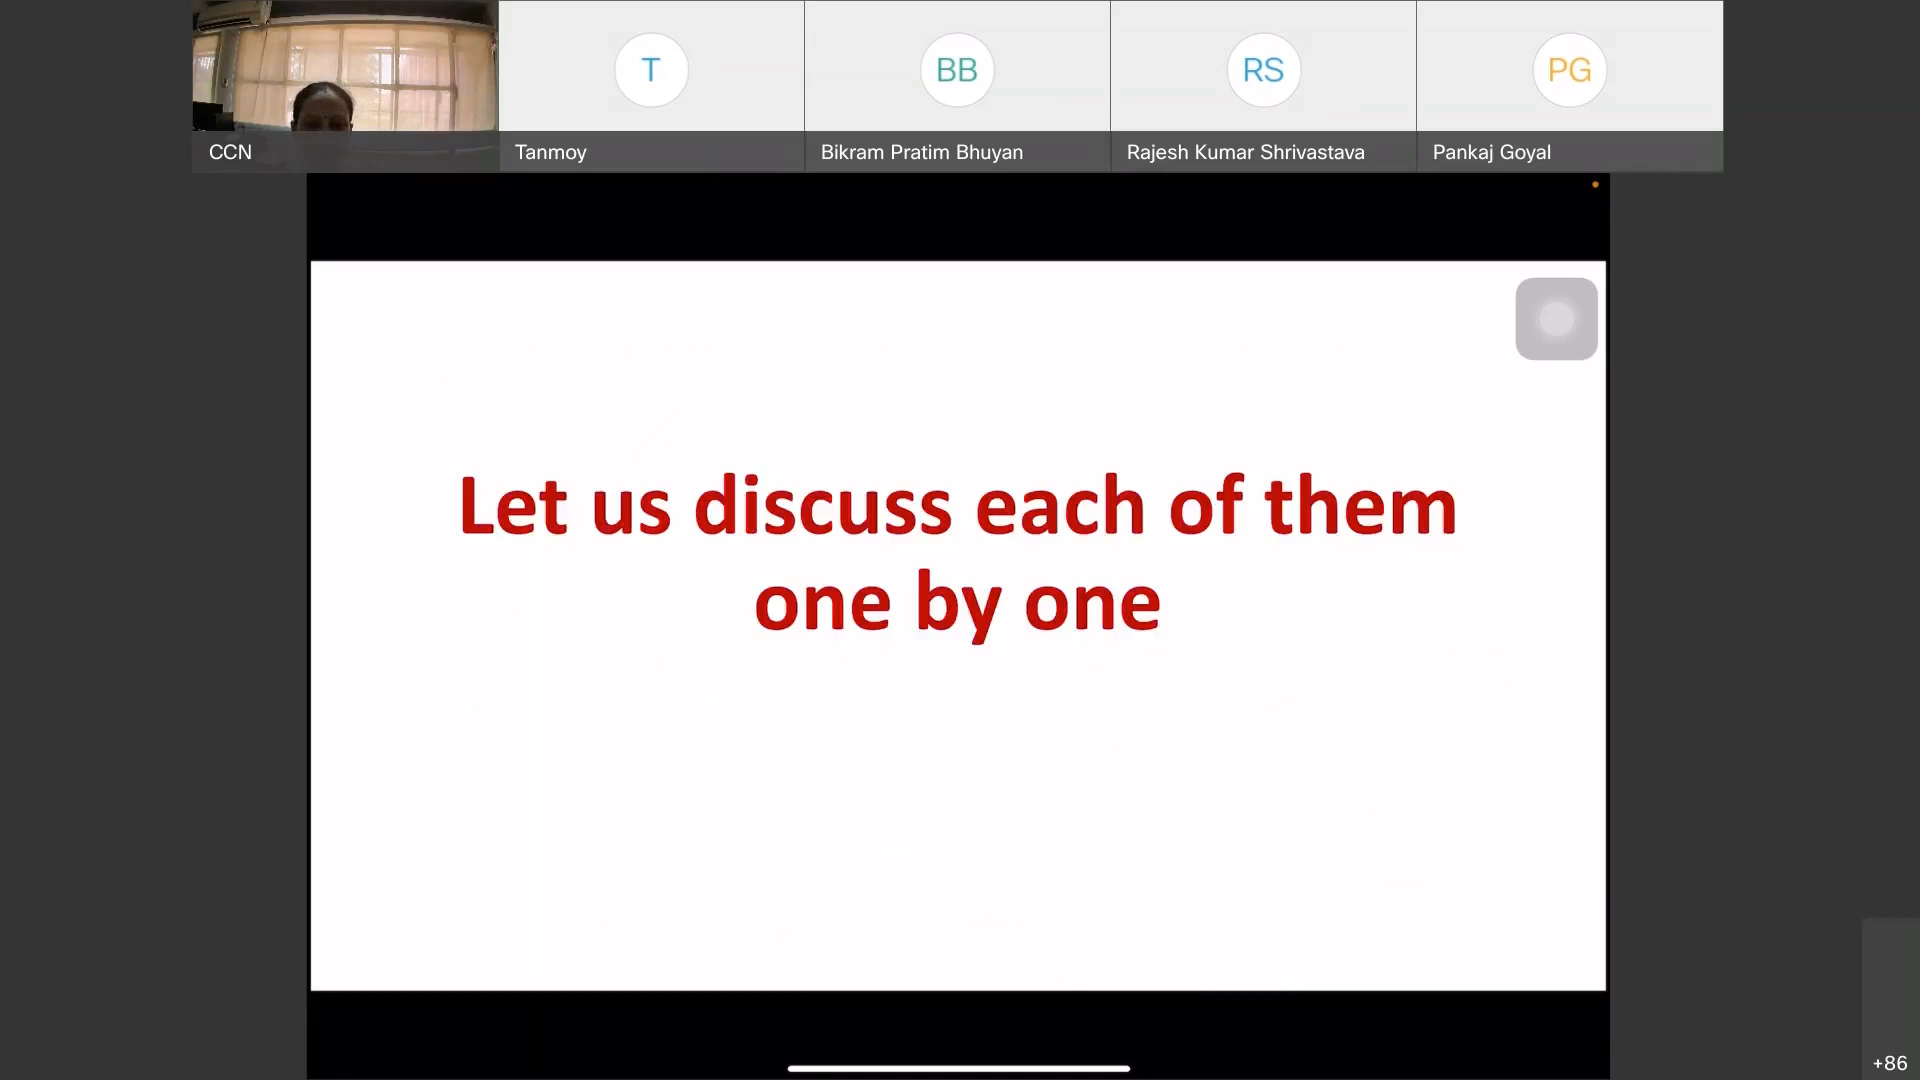 T
BB
RS
PG
CCN
Tanmoy
Bikram Pratim Bhuyan
Rajesh Kumar Shrivastava
Pankaj Goyal
Let us discuss each of them
one by one
+86